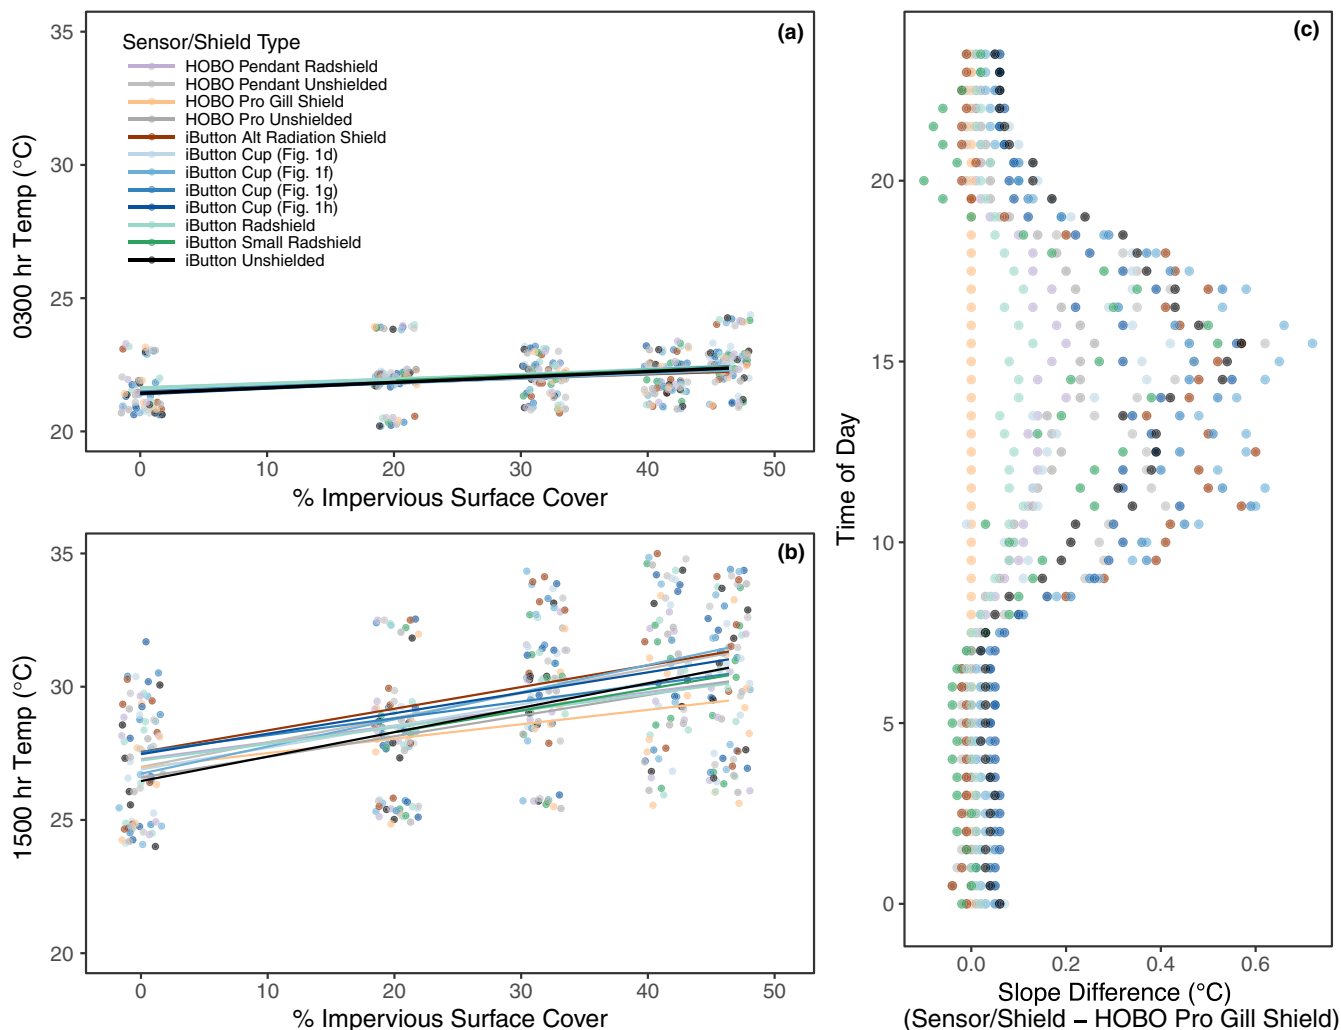 (a)
35
30
25
20
0300 hr Temp (°C)
Sensor/Shield Type
HOBO Pendant Radshield
HOBO Pendant Unshielded
HOBO Pro Gill Shield
HOBO Pro Unshielded
iButton Alt Radiation Shield
iButton Cup (Fig. 1d)
iButton Cup (Fig. 1f)
iButton Cup (Fig. 1g)
iButton Cup (Fig. 1h)
iButton Radshield
iButton Small Radshield
iButton Unshielded
0 10 20 30 40 50
% Impervious Surface Cover
(b)
35
30
25
20
1500 hr Temp (°C)
0 10 20 30 40 50
% Impervious Surface Cover
(c)
20
15
10
5
0
Time of Day
0.0 0.2 0.4 0.6
Slope Difference (°C)
(Sensor/Shield − HOBO Pro Gill Shield)